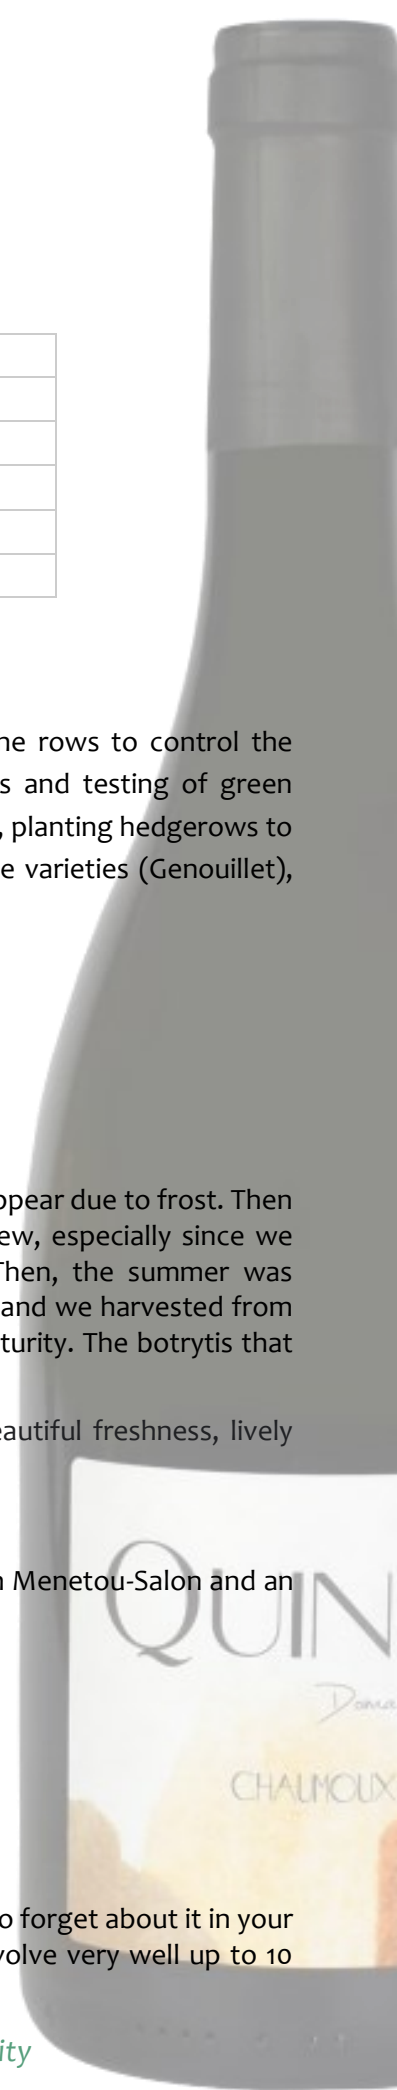 ne rows to control the
s and testing of green
, planting hedgerows to
e varieties (Genouillet),
ppear due to frost. Then
ew, especially since we
Then, the summer was
and we harvested from
turity. The botrytis that
eautiful freshness, lively
n Menetou-Salon and an
QUIN
Doma
CHAUMOUX
o forget about it in your
volve very well up to 10
ity